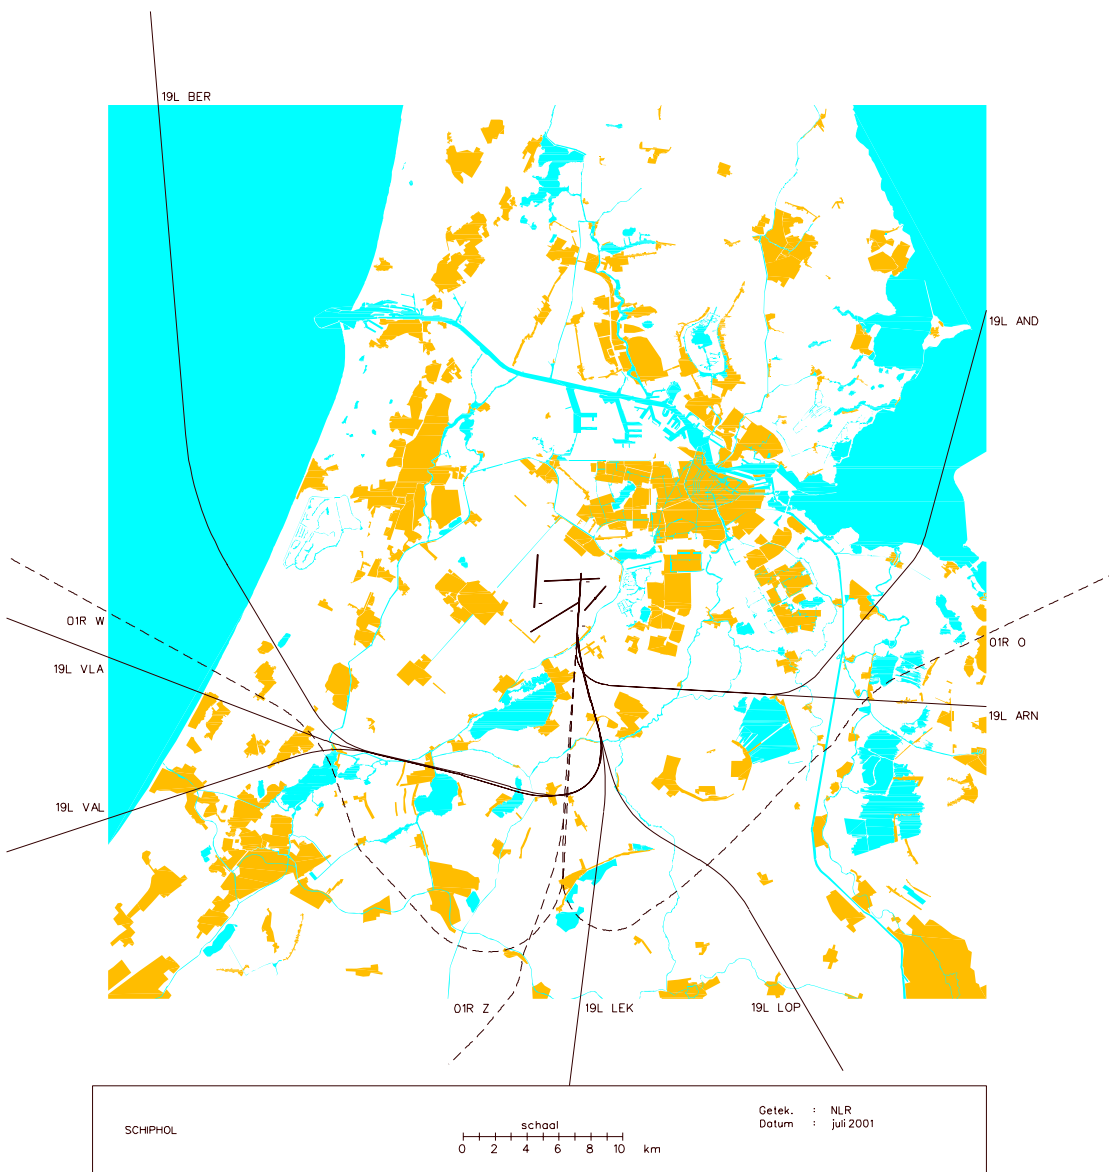 19L BER
19L AND
01R W
01R O
19L VLA
19L ARN
19L VAL
01R Z
19L LEK
19L LOP
SCHIPHOL
schaal
0 2 4 6 8 10 km
Getek. : NLR
Datum : juli 2001